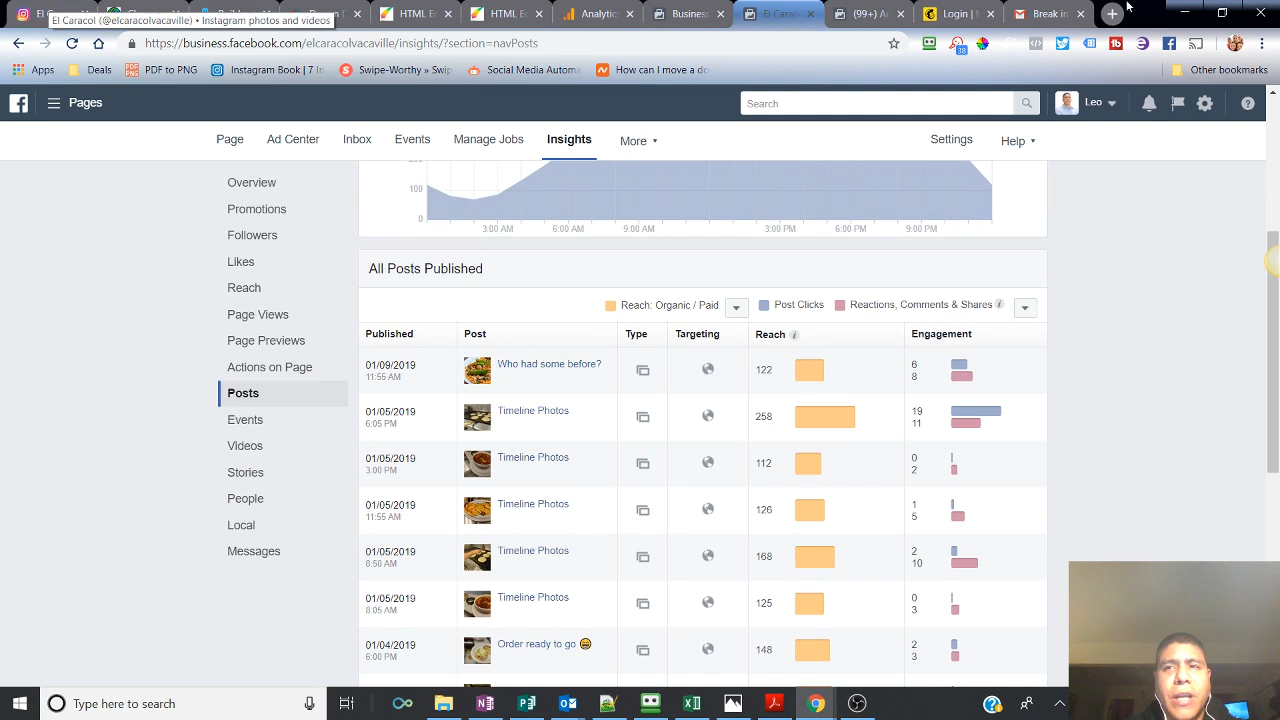 El Caracol (@elcaracolvacaville) • Instagram photos and videos
HTML E
HTML E
Analytic
Business
El Cara
(99+) A
Login | N
Break in
https://business.facebook.com/elcaracolvacaville/insights/?section=navPosts
38
Apps
Deals
PDF to PNG
Instagram Book | 7 In
Swipe-Worthy » Swip
Social Media Automa
How can I move a do
Other bookmarks
Pages
Search
Leo
Page
Ad Center
Inbox
Events
Manage Jobs
Insights
More
Settings
Help
Overview
Promotions
Followers
Likes
Reach
Page Views
Page Previews
Actions on Page
Posts
Events
Videos
Stories
People
Local
Messages
100
0
3:00 AM
6:00 AM
9:00 AM
3:00 PM
6:00 PM
9:00 PM
All Posts Published
Reach: Organic / Paid
Post Clicks
Reactions, Comments & Shares
Published
Post
Type
Targeting
Reach
Engagement
01/09/2019
11:55 AM
Who had some before?
122
6
8
01/05/2019
6:05 PM
Timeline Photos
258
19
11
01/05/2019
3:00 PM
Timeline Photos
112
0
2
01/05/2019
11:55 AM
Timeline Photos
126
1
5
01/05/2019
8:50 AM
Timeline Photos
168
2
10
01/05/2019
8:05 AM
Timeline Photos
125
0
3
01/04/2019
6:00 PM
Order ready to go 😄
148
2
3
Type here to search